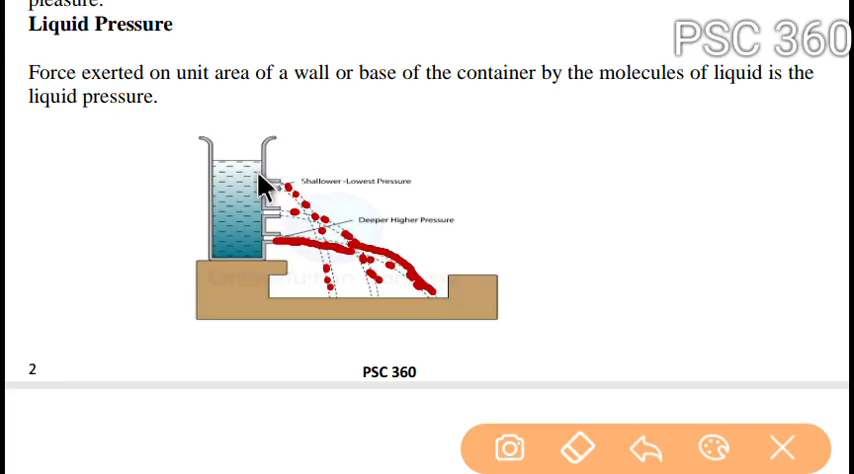 pleasure.
Liquid Pressure
PSC 360
Force exerted on unit area of a wall or base of the container by the molecules of liquid is the
liquid pressure.
Shallower -Lowest Pressure
Deeper Higher Pressure
2
PSC 360